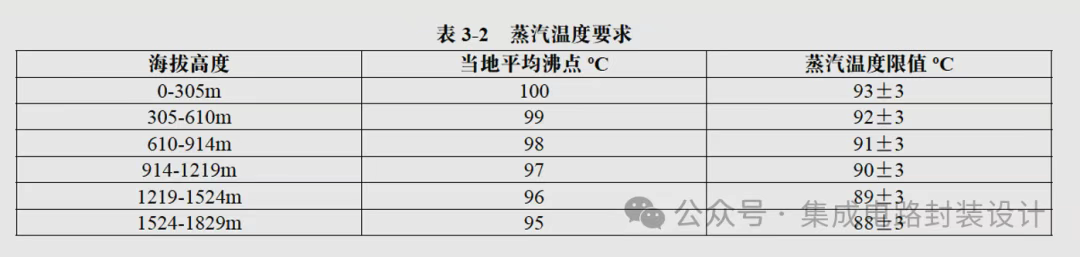 表 3-2 蒸汽温度要求
海拔高度 当地平均沸点 ºC 蒸汽温度限值 ºC
0-305m 100 93±3
305-610m 99 92±3
610-914m 98 91±3
914-1219m 97 90±3
1219-1524m 96 89±3
1524-1829m 95 88±3
公众号 · 集成电路封装设计